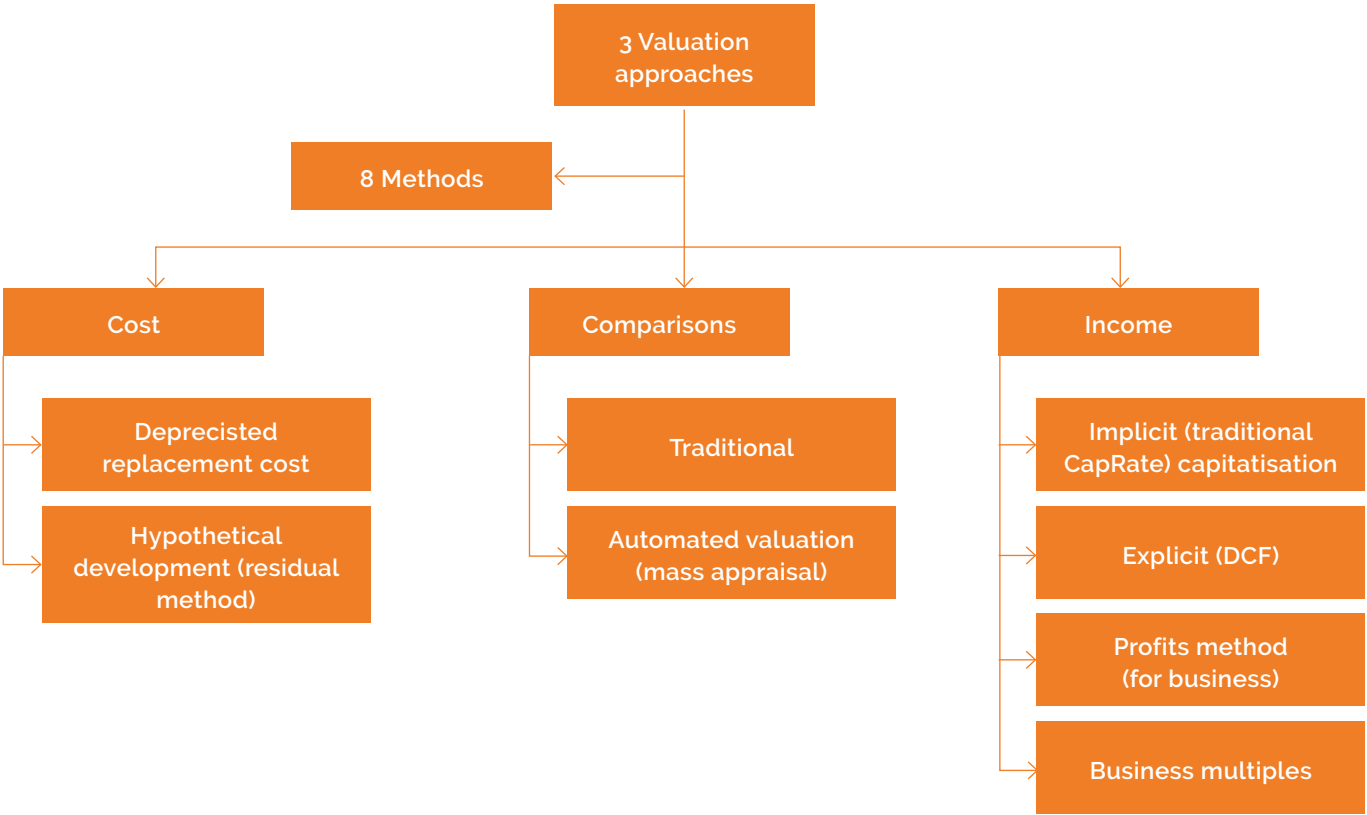 3 Valuation
approaches
8 Methods
Cost
Comparisons
Income
Deprecisted
replacement cost
Hypothetical
development (residual
method)
Traditional
Automated valuation
(mass appraisal)
Implicit (traditional
CapRate) capitatisation
Explicit (DCF)
Profits method
(for business)
Business multiples